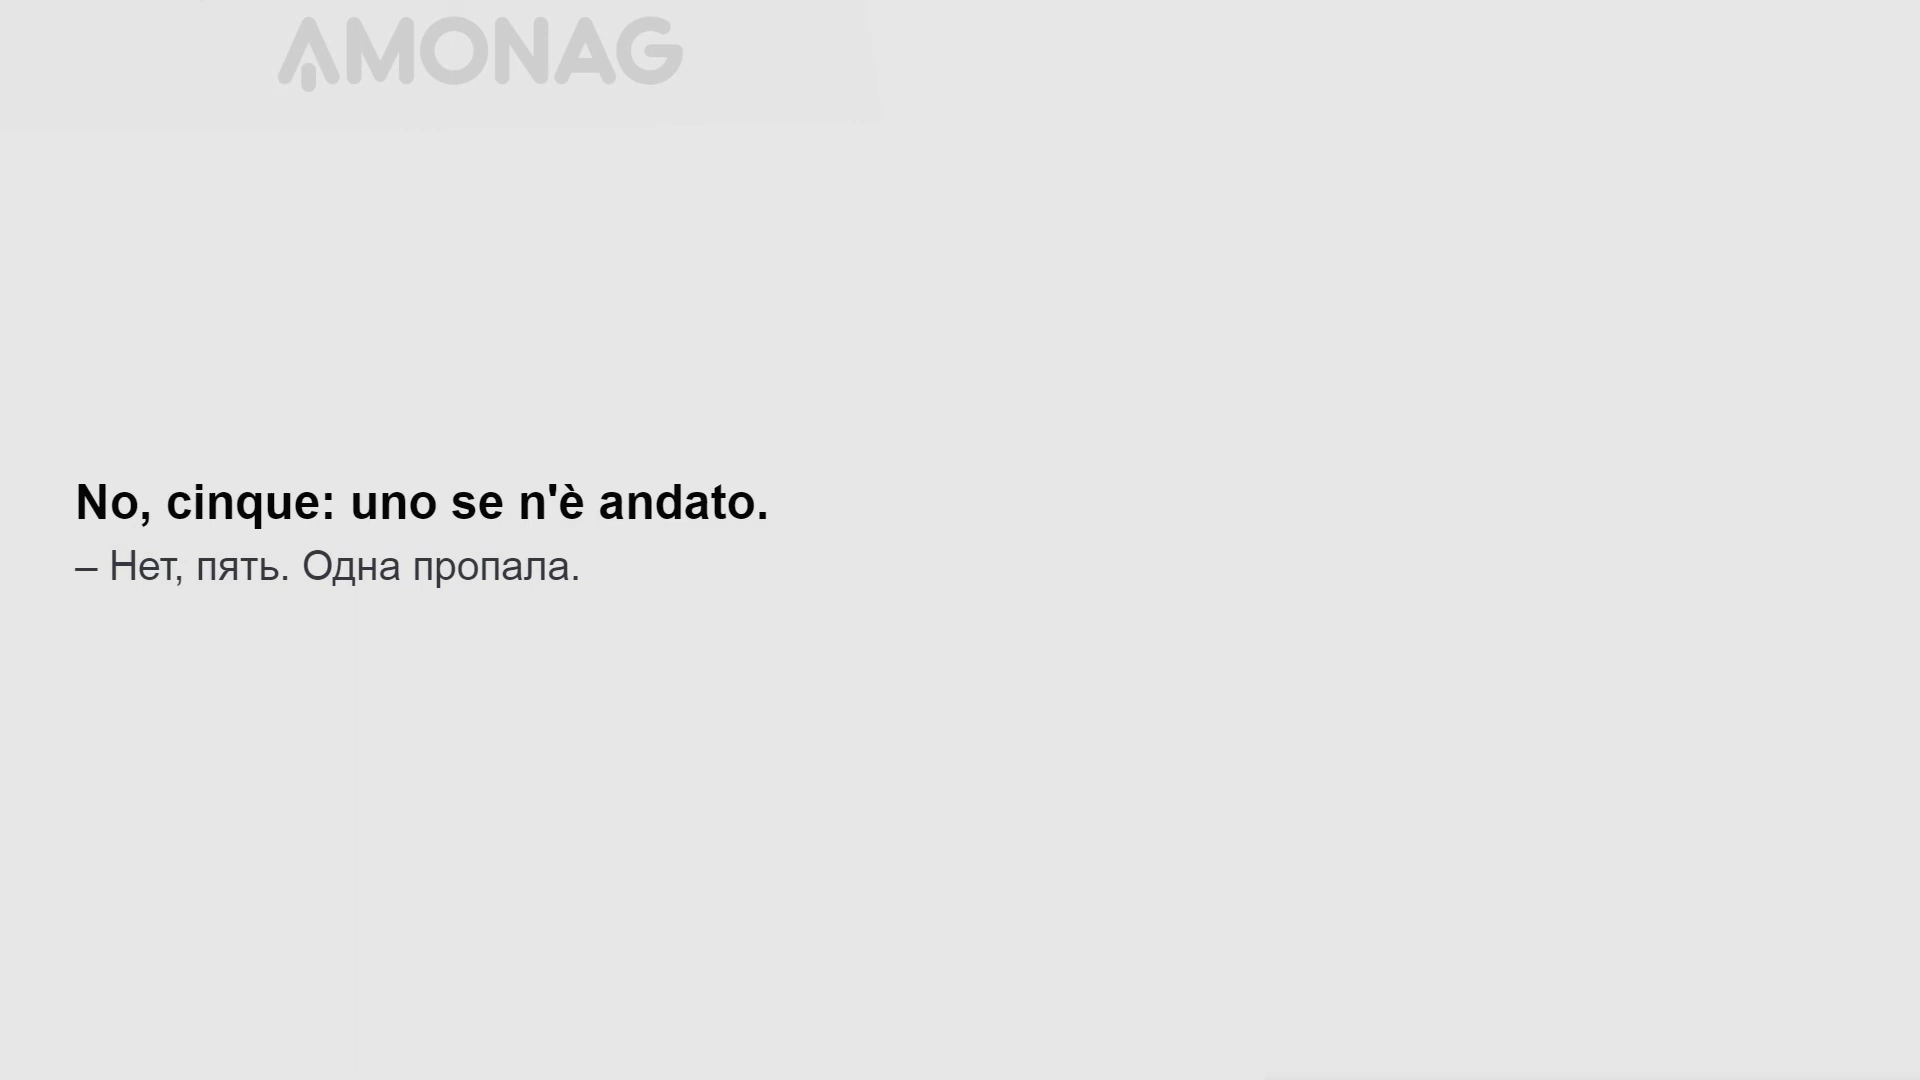 AMONAG
No, cinque: uno se n'è andato.
– Нет, пять. Одна пропала.